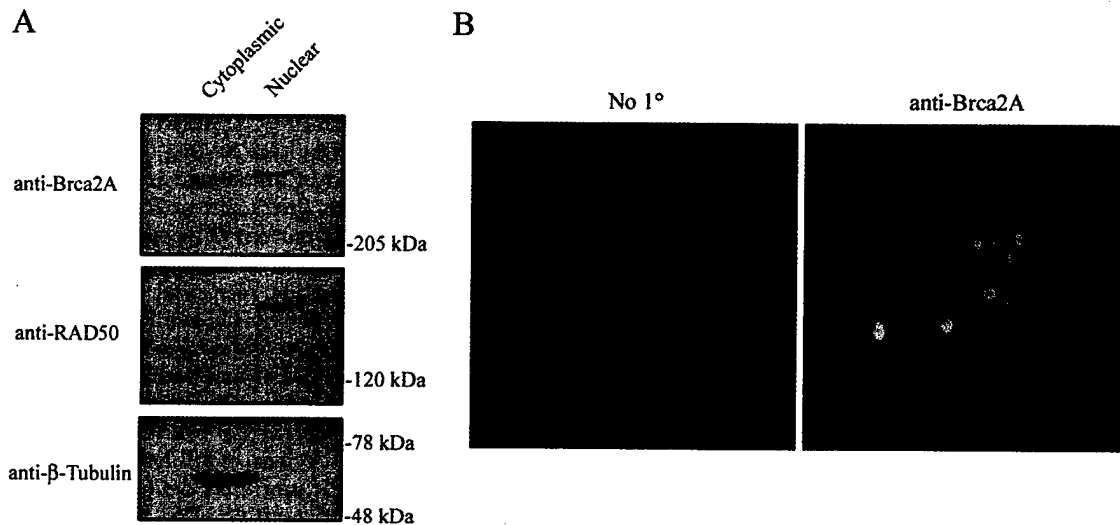 A
B
Cytoplasmic
Nuclear
No 1°
anti-Brca2A
anti-Brca2A
-205 kDa
anti-RAD50
-120 kDa
-78 kDa
anti-β-Tubulin
-48 kDa